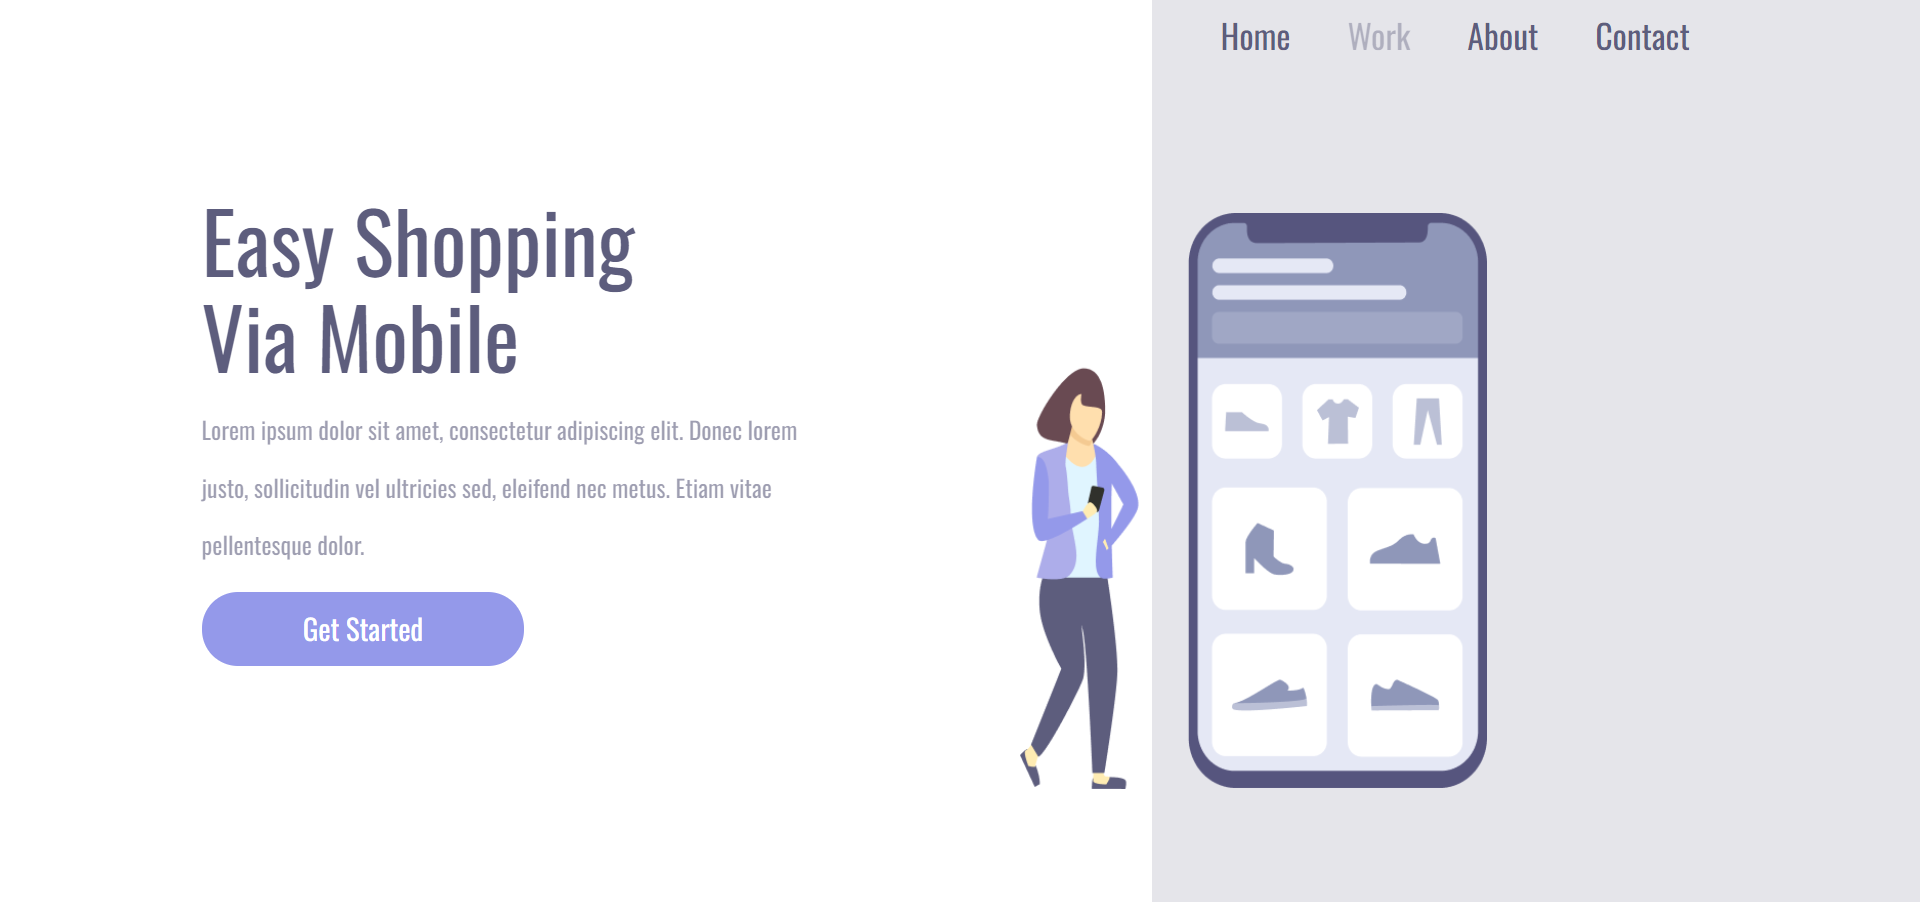 Home Work About Contact
Easy Shopping
Via Mobile
Lorem ipsum dolor sit amet, consectetur adipiscing elit. Donec lorem
justo, sollicitudin vel ultricies sed, eleifend nec metus. Etiam vitae
pellentesque dolor.
Get Started